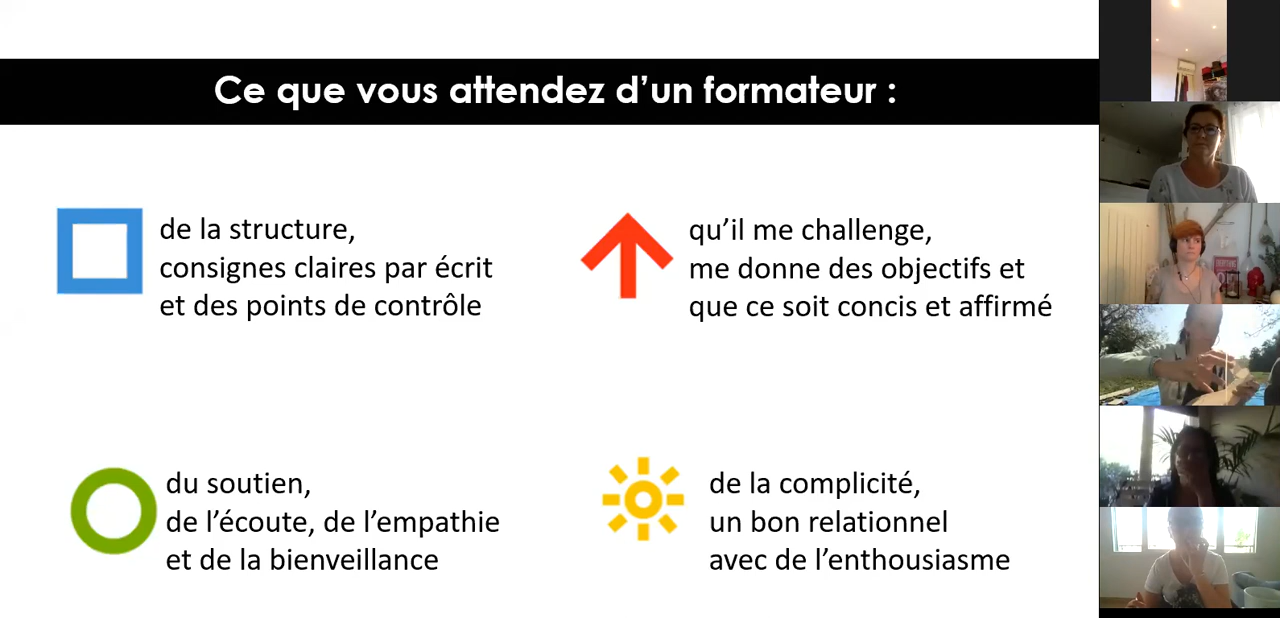 Ce que vous attendez d’un formateur :
de la structure,
consignes claires par écrit
et des points de contrôle
qu’il me challenge,
me donne des objectifs et
que ce soit concis et affirmé
du soutien,
de l’écoute, de l’empathie
et de la bienveillance
de la complicité,
un bon relationnel
avec de l’enthousiasme